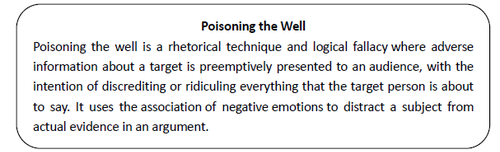 Poisoning the Well
Poisoning the well is a rhetorical technique and logical fallacy where adverse
information about a target is preemptively presented to an audience, with the
intention of discrediting or ridiculing everything that the target person is about
to say. It uses the association of negative emotions to distract a subject from
actual evidence in an argument.